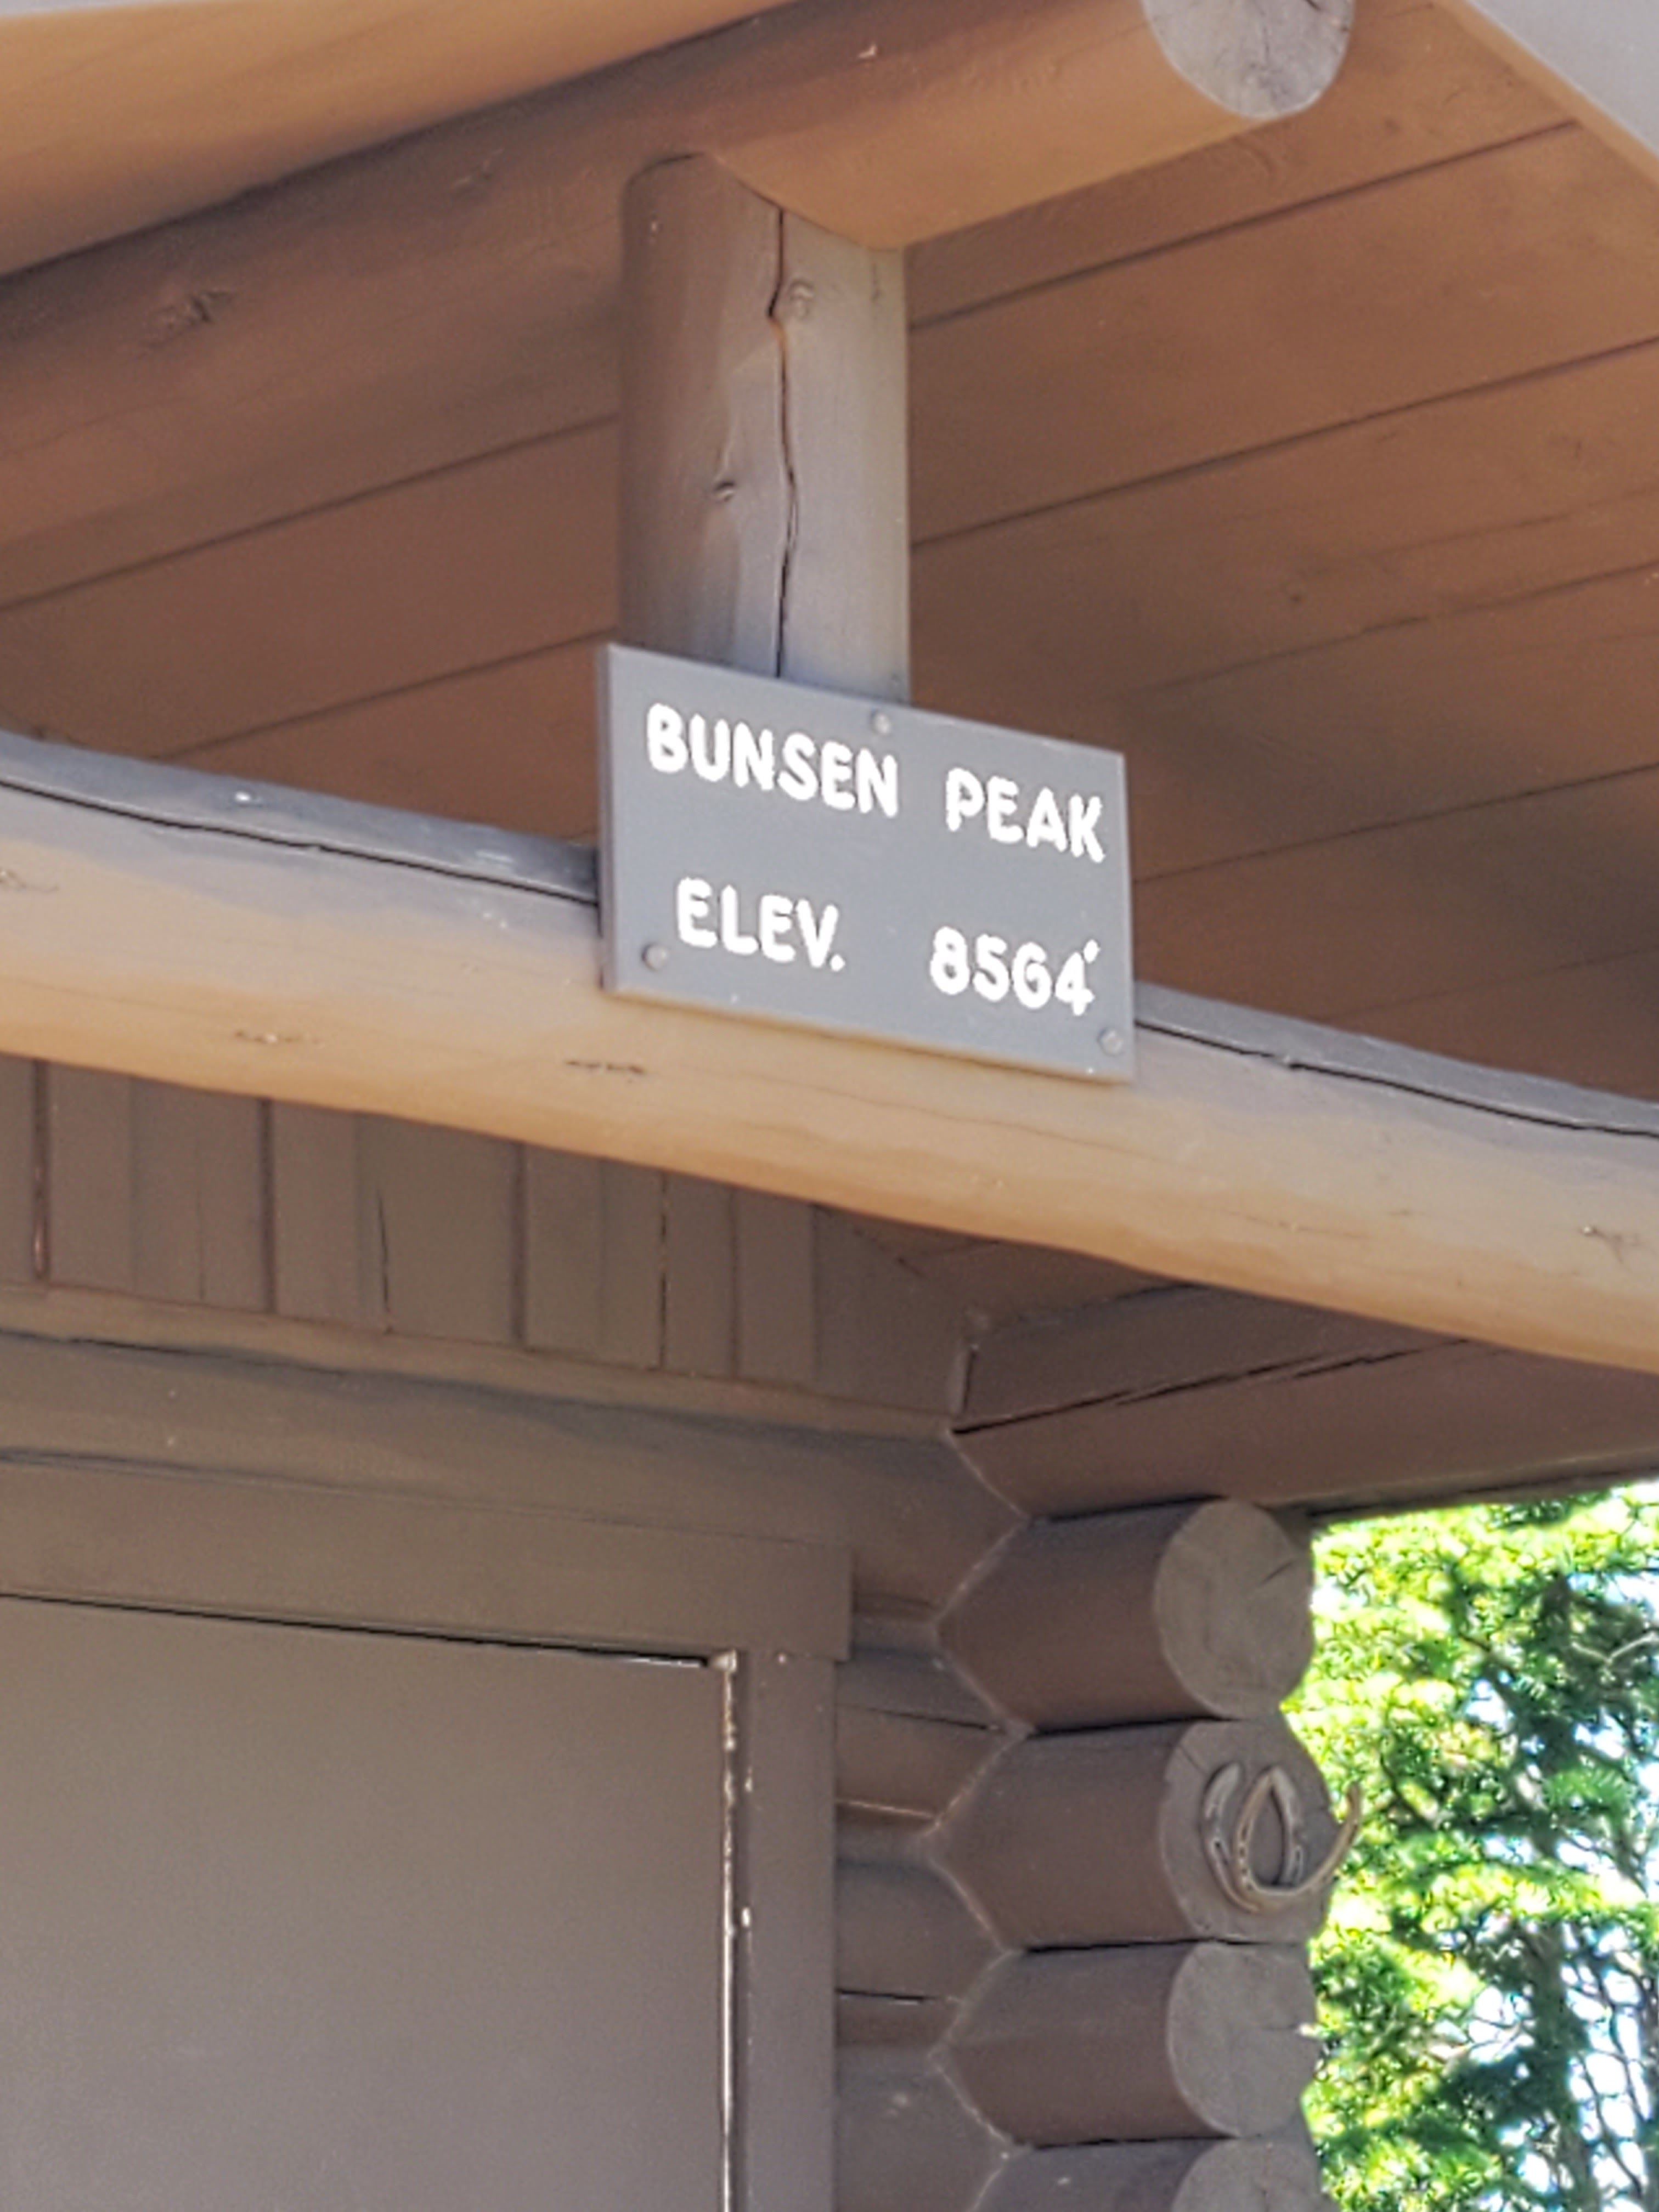 BUNSEN PEAK
ELEV. 8564'